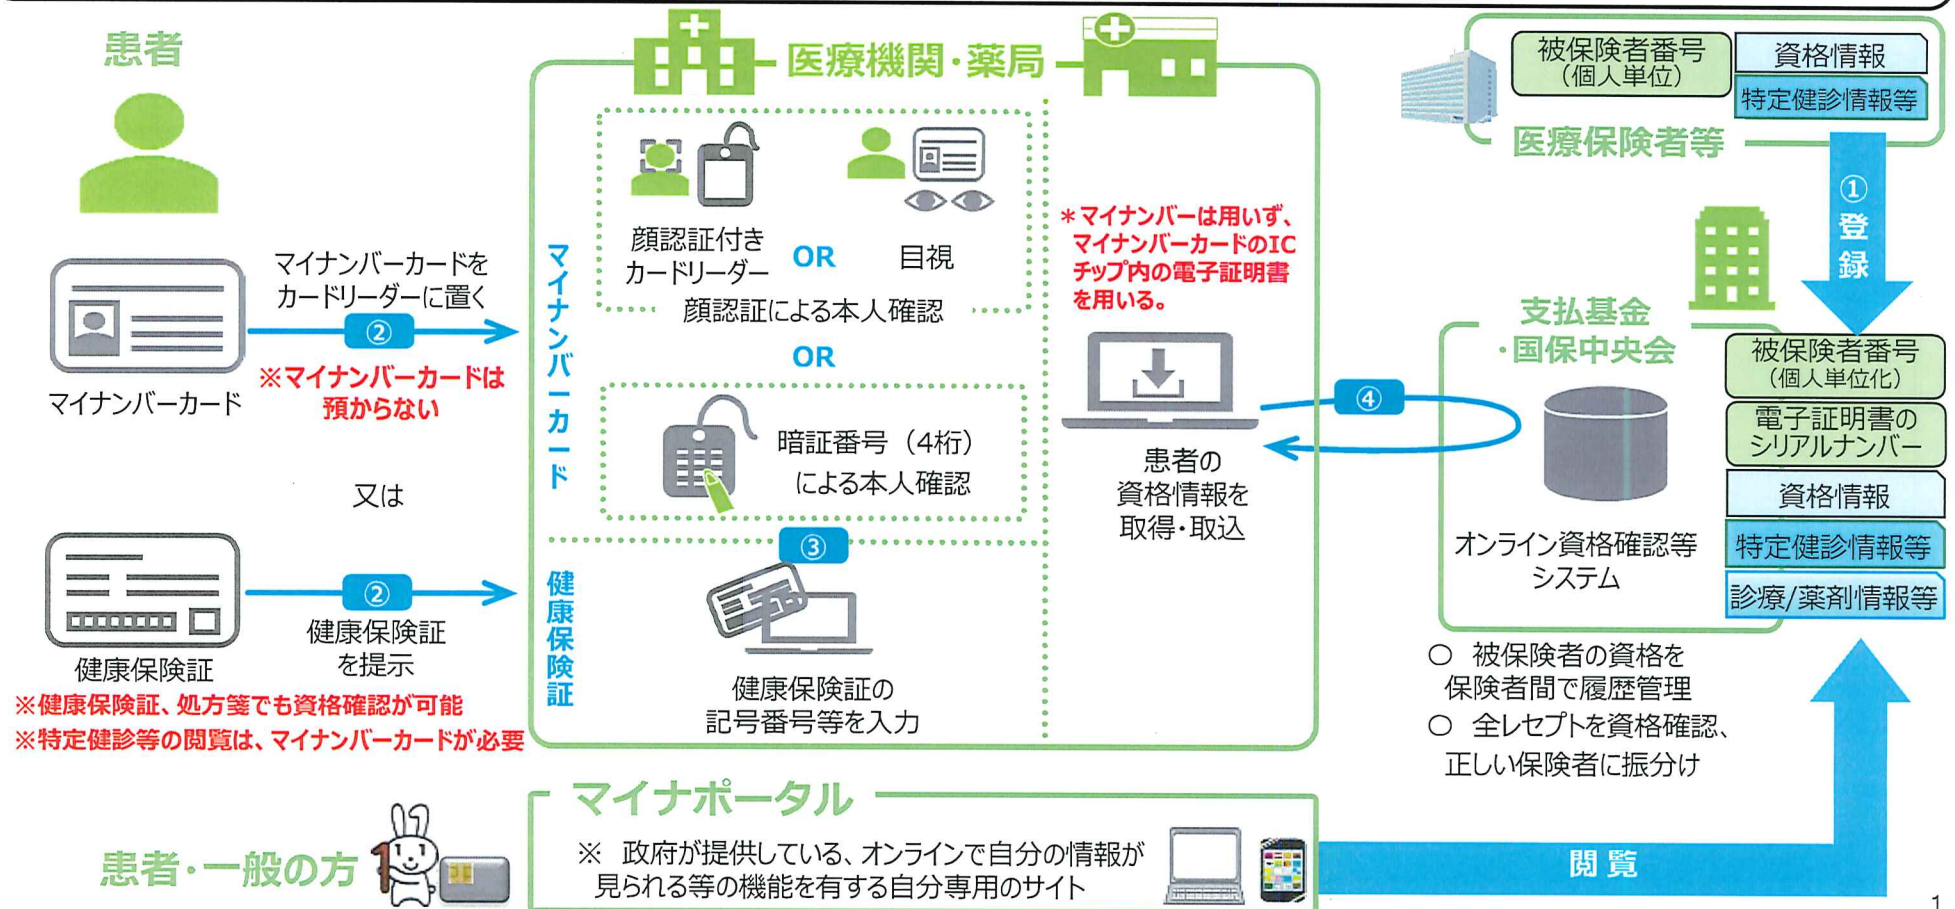 患者
マイナンバーカードを
カードリーダーに置く
②
※マイナンバーカードは
預からない
マイナンバーカード
又は
②
健康保険証
を提示
健康保険証
※健康保険証、処方箋でも資格確認が可能
※特定健診等の閲覧は、マイナンバーカードが必要
医療機関・薬局
マイナンバーカード
顔認証付き
カードリーダー
OR
目視
顔認証による本人確認
OR
暗証番号（4桁）
による本人確認
③
健康保険証
健康保険証の
記号番号等を入力
＊マイナンバーは用いず、
マイナンバーカードのIC
チップ内の電子証明書
を用いる。
患者の
資格情報を
取得・取込
④
被保険者番号
（個人単位）
資格情報
特定健診情報等
医療保険者等
①
登録
支払基金
・国保中央会
オンライン資格確認等
システム
被保険者番号
（個人単位化）
電子証明書の
シリアルナンバー
資格情報
特定健診情報等
診療/薬剤情報等
○ 被保険者の資格を
保険者間で履歴管理
○ 全レセプトを資格確認、
正しい保険者に振分け
患者・一般の方
マイナポータル
※ 政府が提供している、オンラインで自分の情報が
見られる等の機能を有する自分専用のサイト
閲覧
1